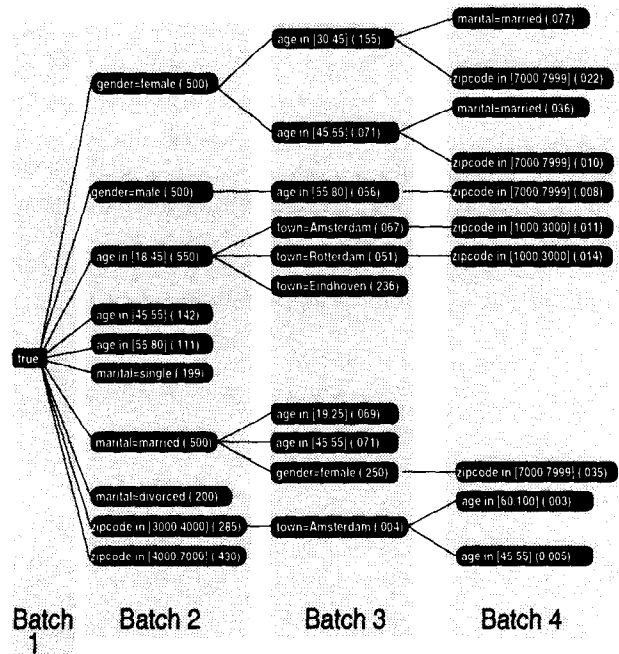 marital=married (.077)
age in [30.45] (.155)
gender=female (.500)
zipcode in [7000.7999] (.022)
marital=married (.036)
age in [45.55] (.071)
zipcode in [7000.7999] (.010)
gender=male (.500)
age in [55.80] (.056)
zipcode in [7000.7999] (.008)
town=Amsterdam (.067)
zipcode in [1000.3000] (.011)
age in [18.45] (.550)
town=Rotterdam (.051)
zipcode in [1000.3000] (.014)
town=Eindhoven (.236)
age in [45.55] (.142)
age in [55.80] (.111)
true
marital=single (.199)
age in [19.25] (.069)
marital=married (.500)
age in [45.55] (.071)
gender=female (.250)
zipcode in [7000.7999] (.035)
marital=divorced (.200)
age in [60.100] (.003)
zipcode in [3000.4000] (.285)
town=Amsterdam (.004)
zipcode in [4000.7000] (.430)
age in [45.55] (0.005)
Batch 1
Batch 2
Batch 3
Batch 4